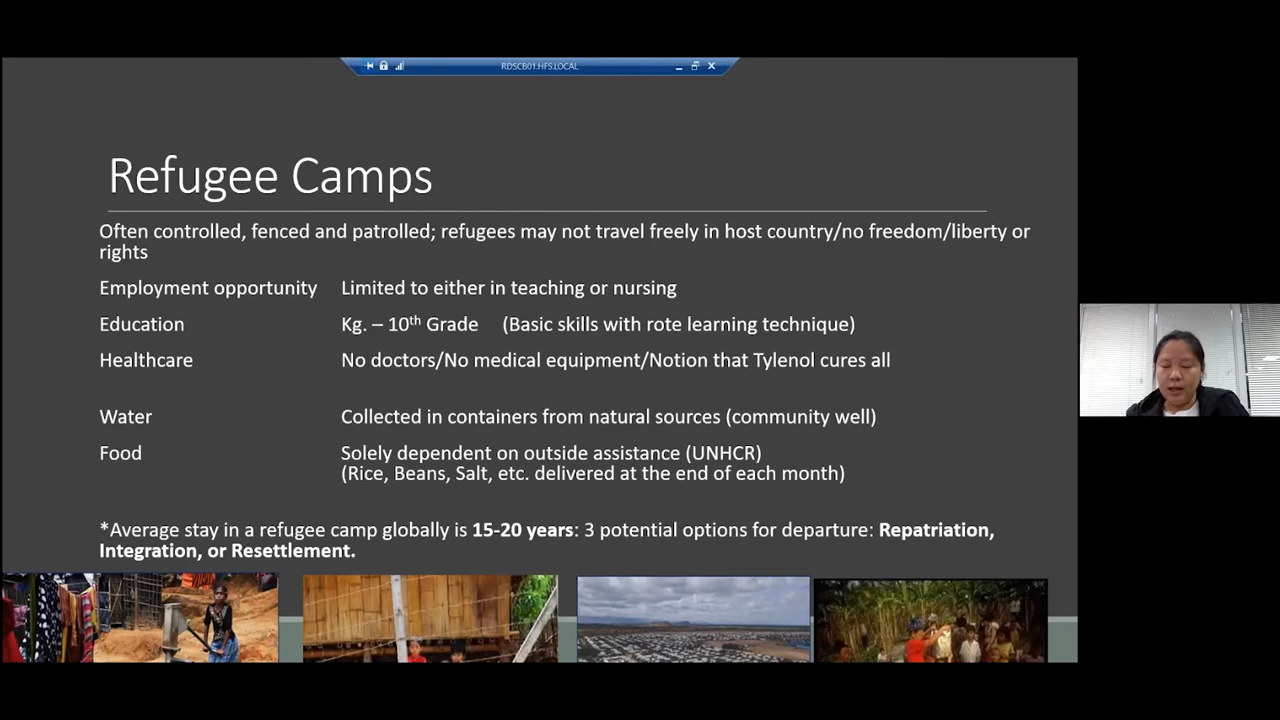 RDSCB01.HFS.LOCAL
Refugee Camps
Often controlled, fenced and patrolled; refugees may not travel freely in host country/no freedom/liberty or
rights
Employment opportunity Limited to either in teaching or nursing
Education Kg. – 10th Grade (Basic skills with rote learning technique)
Healthcare No doctors/No medical equipment/Notion that Tylenol cures all
Water Collected in containers from natural sources (community well)
Food Solely dependent on outside assistance (UNHCR)
(Rice, Beans, Salt, etc. delivered at the end of each month)
*Average stay in a refugee camp globally is 15-20 years: 3 potential options for departure: Repatriation,
Integration, or Resettlement.